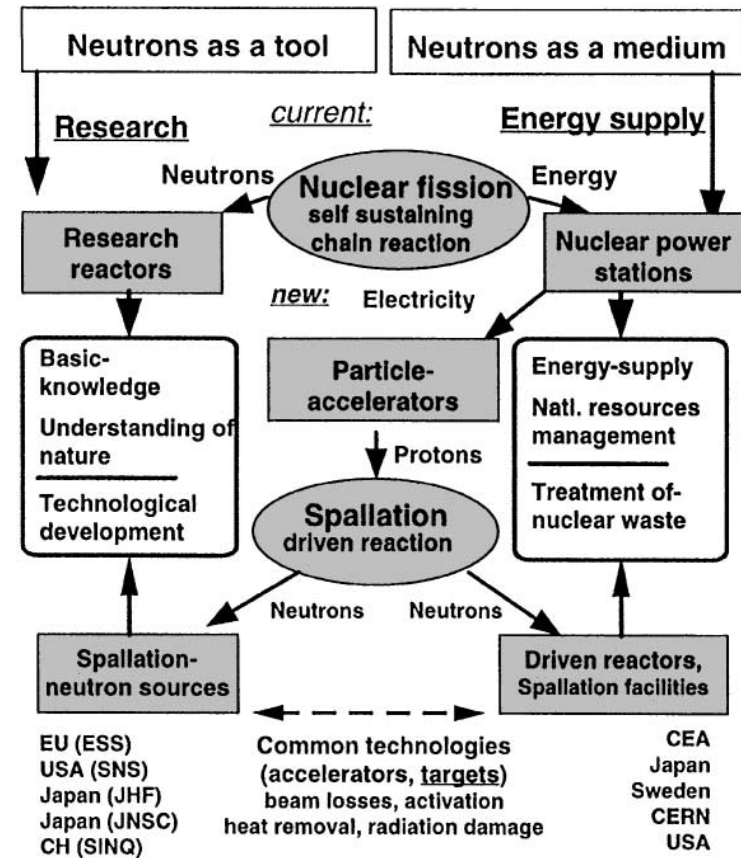 Neutrons as a tool
Neutrons as a medium
Research
current:
Energy supply
Neutrons
Nuclear fission
self sustaining
chain reaction
Energy
Research
reactors
Nuclear power
stations
new:
Electricity
Basic-
knowledge
Understanding of
nature
Technological
development
Particle-
accelerators
Energy-supply
Natl. resources
management
Treatment of-
nuclear waste
Protons
Spallation
driven reaction
Neutrons
Neutrons
Spallation-
neutron sources
Driven reactors,
Spallation facilities
EU (ESS)
USA (SNS)
Japan (JHF)
Japan (JNSC)
CH (SINQ)
Common technologies
(accelerators, targets)
beam losses, activation
heat removal, radiation damage
CEA
Japan
Sweden
CERN
USA